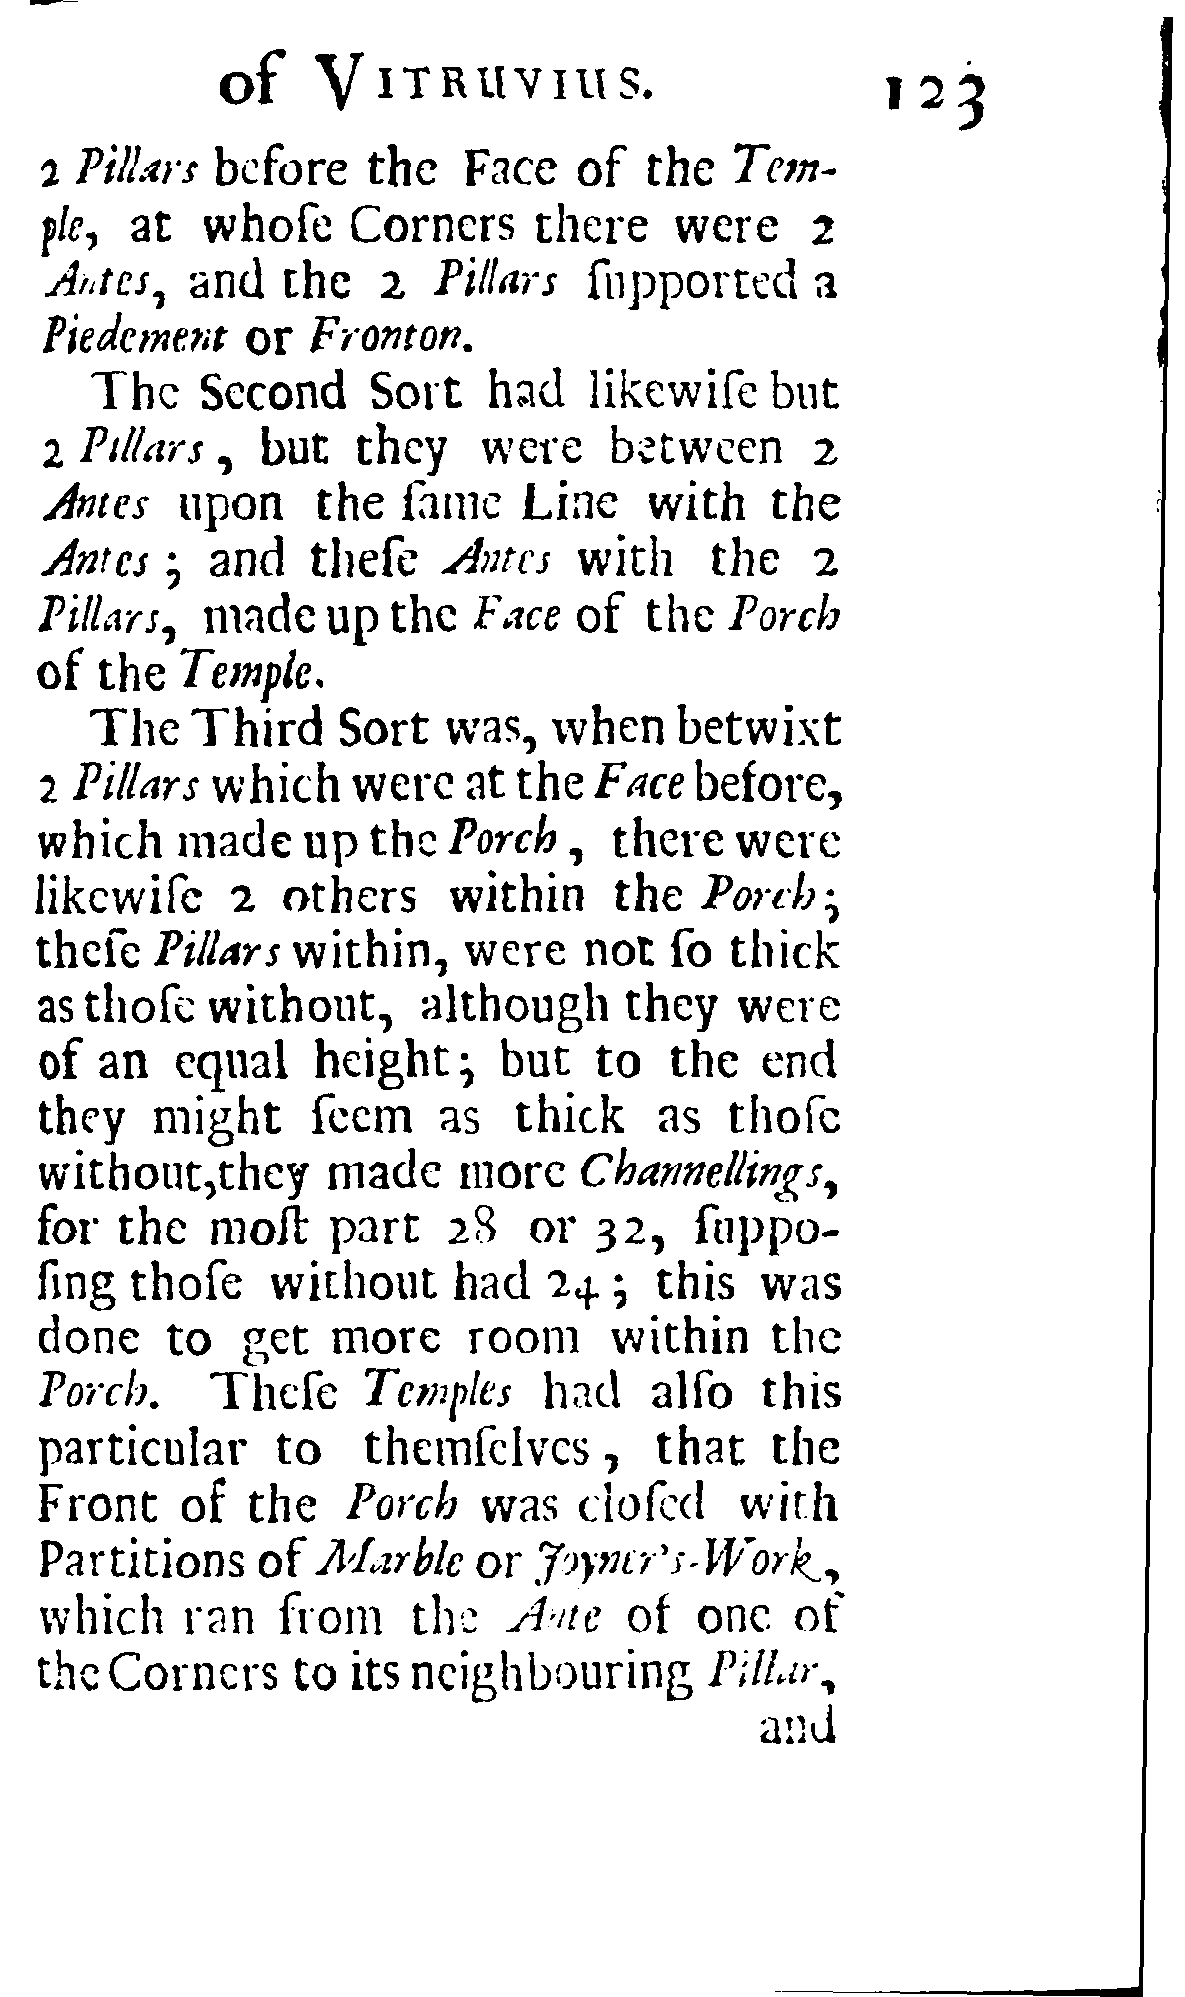 of VITRUVIUS. 123
2 Pillars before the Face of the Tem-
ple, at whoſe Corners there were 2
Antes, and the 2 Pillars ſupported a
Piedement or Fronton.
The Second Sort had likewiſe but
2 Pillars, but they were between 2
Antes upon the ſame Line with the
Antes; and theſe Antes with the 2
Pillars, made up the Face of the Porch
of the Temple.
The Third Sort was, when betwixt
2 Pillars which were at the Face before,
which made up the Porch, there were
likewiſe 2 others within the Porch;
theſe Pillars within, were not ſo thick
as thoſe without, although they were
of an equal height; but to the end
they might ſeem as thick as thoſe
without,they made more Channellings,
for the moſt part 28 or 32, ſuppo-
ſing thoſe without had 24; this was
done to get more room within the
Porch. Theſe Temples had alſo this
particular to themſelves, that the
Front of the Porch was cloſed with
Partitions of Marble or Joyner's-Work,
which ran from the Ante of one of
the Corners to its neighbouring Pillar,
and